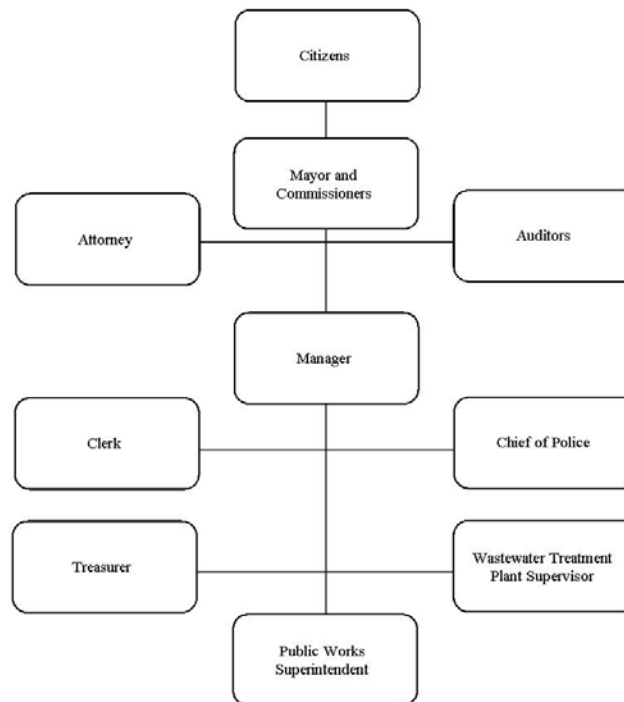 Citizens
Mayor and
Commissioners
Attorney
Auditors
Manager
Clerk
Chief of Police
Treasurer
Wastewater Treatment
Plant Supervisor
Public Works
Superintendent